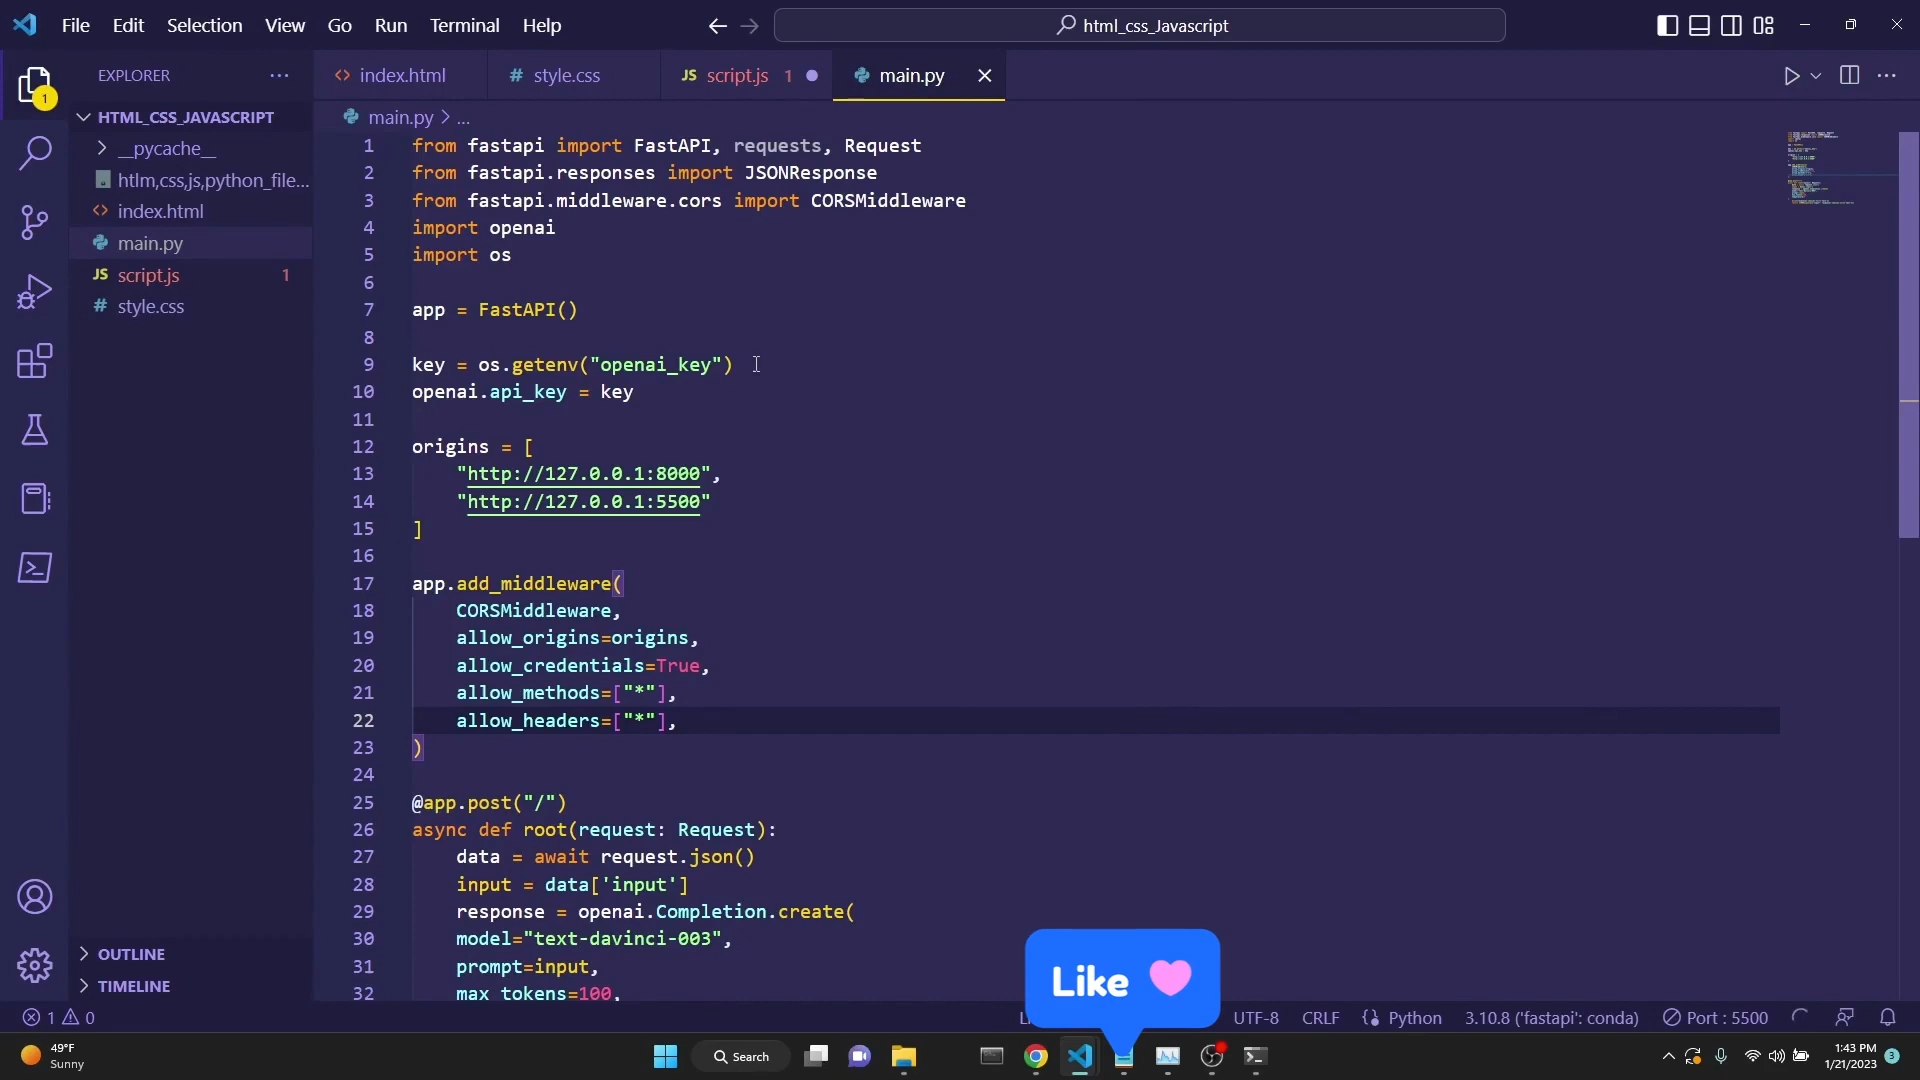 File Edit Selection View Go Run Terminal Help
html_css_Javascript
EXPLORER
index.html
style.css
script.js 1
main.py
1
HTML_CSS_JAVASCRIPT
__pycache__
htlm,css,js,python_file...
index.html
main.py
script.js 1
style.css
main.py > ...
1 from fastapi import FastAPI, requests, Request
2 from fastapi.responses import JSONResponse
3 from fastapi.middleware.cors import CORSMiddleware
4 import openai
5 import os
6
7 app = FastAPI()
8
9 key = os.getenv("openai_key")
10 openai.api_key = key
11
12 origins = [
13 "http://127.0.0.1:8000",
14 "http://127.0.0.1:5500"
15 ]
16
17 app.add_middleware(
18 CORSMiddleware,
19 allow_origins=origins,
20 allow_credentials=True,
21 allow_methods=["*"],
22 allow_headers=["*"],
23 )
24
25 @app.post("/")
26 async def root(request: Request):
27 data = await request.json()
28 input = data['input']
29 response = openai.Completion.create(
30 model="text-davinci-003",
31 prompt=input,
32 max_tokens=100,
OUTLINE
TIMELINE
Like
1 0
UTF-8 CRLF Python 3.10.8 ('fastapi': conda) Port : 5500
49°F
Sunny
Search
1:43 PM
1/21/2023
3